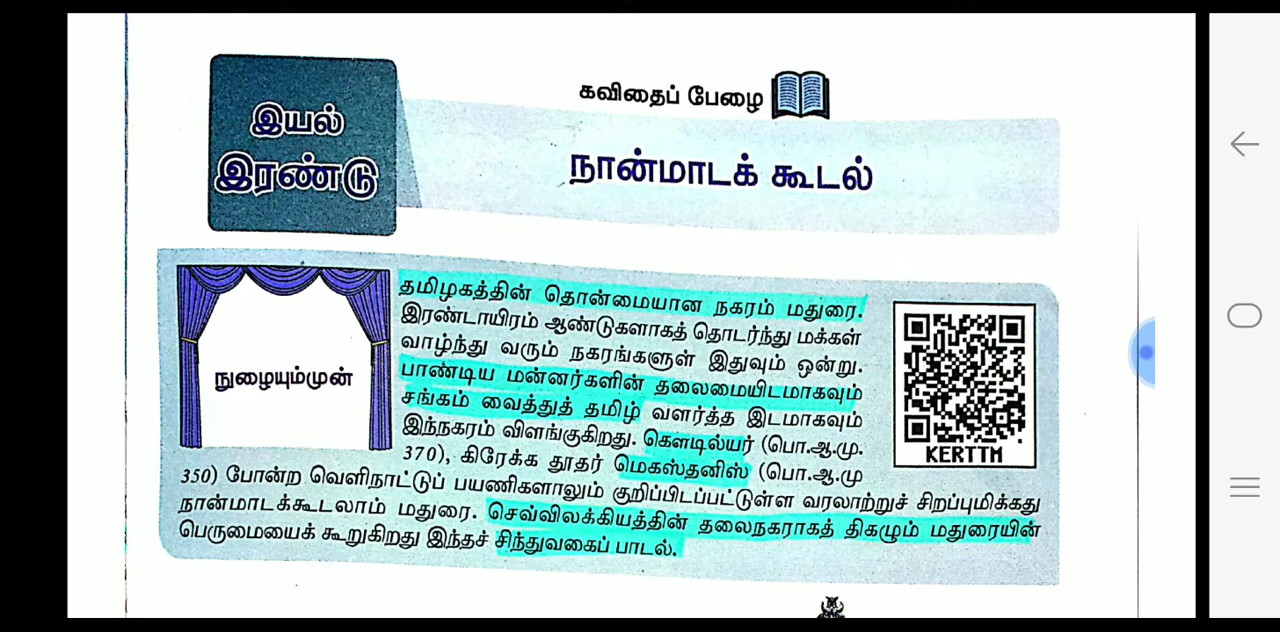 கவிதைப் பேழை
இயல்
இரண்டு
நான்மாடக் கூடல்
நுழையும்முன்
தமிழகத்தின் தொன்மையான நகரம் மதுரை.
இரண்டாயிரம் ஆண்டுகளாகத் தொடர்ந்து மக்கள்
வாழ்ந்து வரும் நகரங்களுள் இதுவும் ஒன்று.
பாண்டிய மன்னர்களின் தலைமையிடமாகவும்
சங்கம் வைத்துத் தமிழ் வளர்த்த இடமாகவும்
இந்நகரம் விளங்குகிறது. கௌடில்யர் (பொ.ஆ.மு.
370), கிரேக்க தூதர் மெகஸ்தனிஸ் (பொ.ஆ.மு
350) போன்ற வெளிநாட்டுப் பயணிகளாலும் குறிப்பிடப்பட்டுள்ள வரலாற்றுச் சிறப்புமிக்கது
நான்மாடக்கூடலாம் மதுரை. செவ்விலக்கியத்தின் தலைநகராகத் திகழும் மதுரையின்
பெருமையைக் கூறுகிறது இந்தச் சிந்துவகைப் பாடல்.
KERTTM